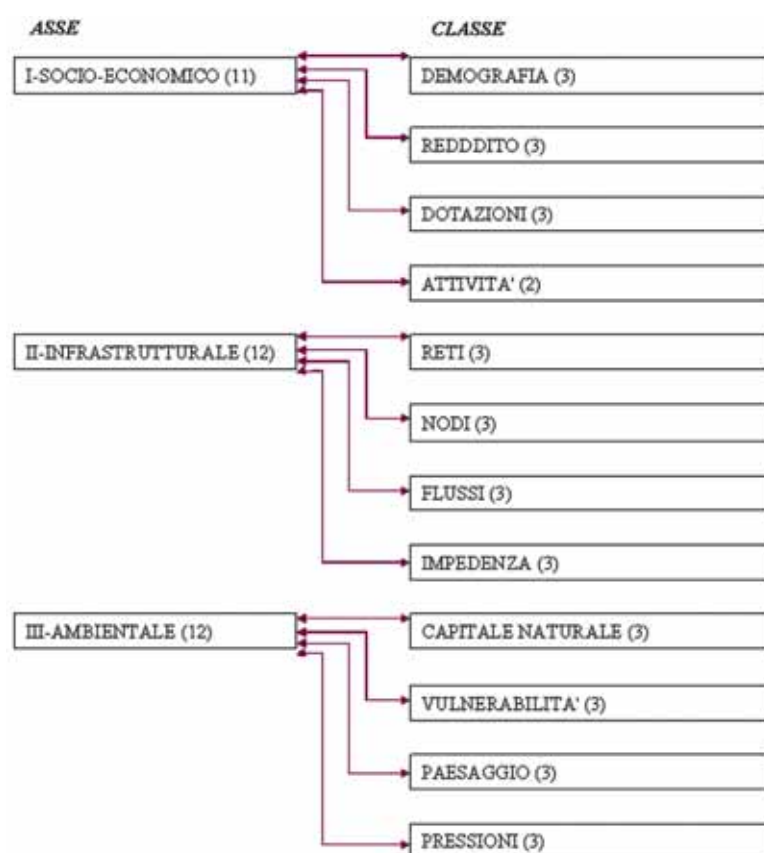 ASSE CLASSE
I-SOCIO-ECONOMICO (11) DEMOGRAFIA (3)
REDDDITO (3)
DOTAZIONI (3)
ATTIVITA' (2)
II-INFRASTRUTTURALE (12) RETI (3)
NODI (3)
FLUSSI (3)
IMPEDENZA (3)
III-AMBIENTALE (12) CAPITALE NATURALE (3)
VULNERABILITA' (3)
PAESAGGIO (3)
PRESSIONI (3)